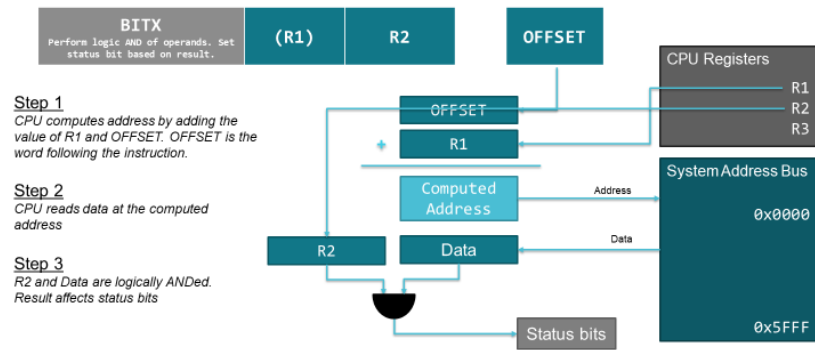 BITX
Perform logic AND of operands. Set
status bit based on result.
(R1)
R2
OFFSET
CPU Registers
R1
R2
R3
Step 1
CPU computes address by adding the
value of R1 and OFFSET. OFFSET is the
word following the instruction.
OFFSET
+
R1
System Address Bus
Step 2
CPU reads data at the computed
address
Computed
Address
Address
0x0000
Data
R2
Data
Step 3
R2 and Data are logically ANDed.
Result affects status bits
Status bits
0x5FFF